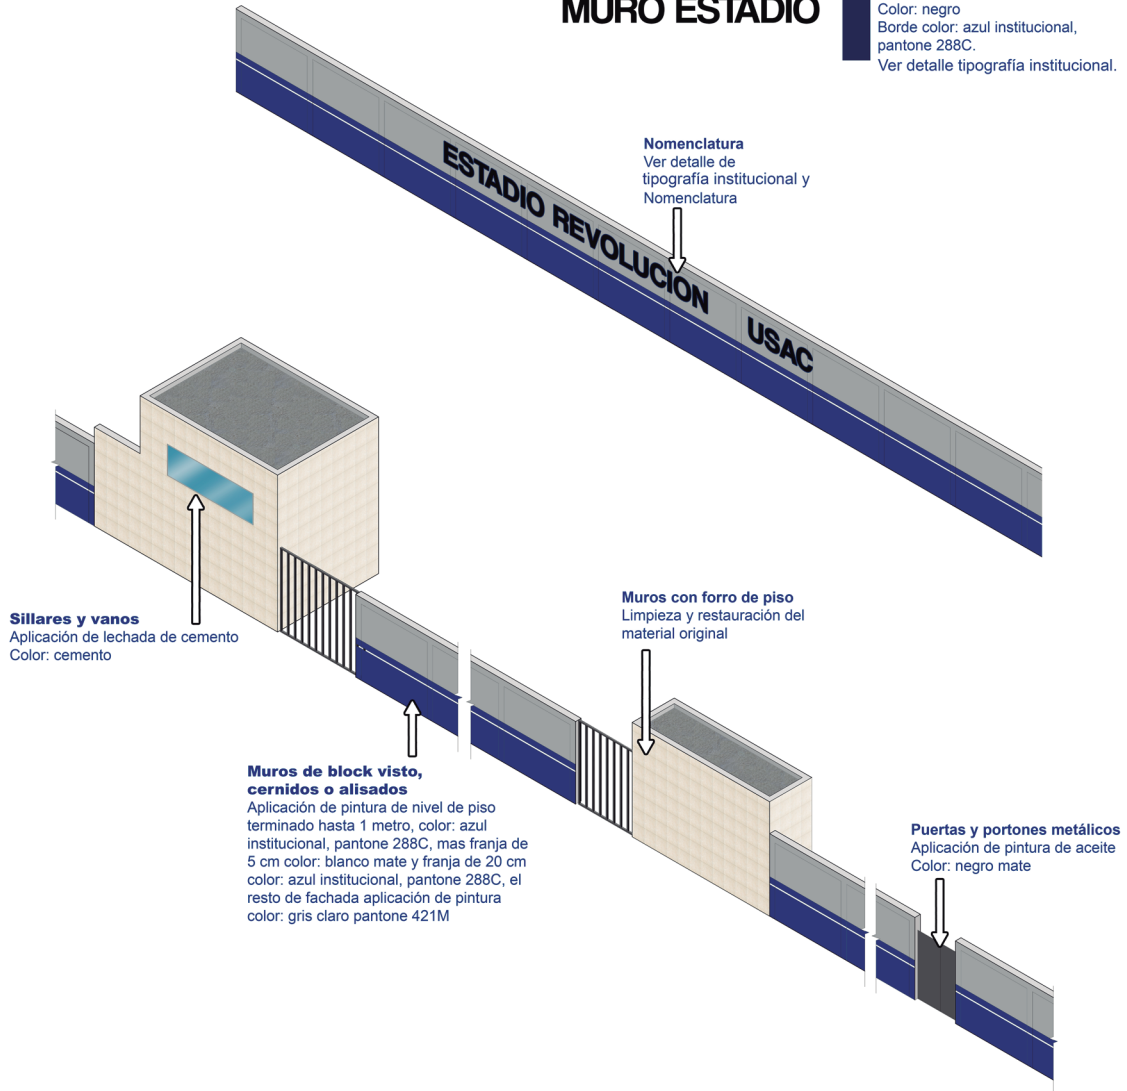 MURO ESTADIO
Color: negro
Borde color: azul institucional,
pantone 288C.
Ver detalle tipografía institucional.
Nomenclatura
Ver detalle de
tipografía institucional y
Nomenclatura
ESTADIO REVOLUCION USAC
Sillares y vanos
Aplicación de lechada de cemento
Color: cemento
Muros con forro de piso
Limpieza y restauración del
material original
Muros de block visto,
cernidos o alisados
Aplicación de pintura de nivel de piso
terminado hasta 1 metro, color: azul
institucional, pantone 288C, mas franja de
5 cm color: blanco mate y franja de 20 cm
color: azul institucional, pantone 288C, el
resto de fachada aplicación de pintura
color: gris claro pantone 421M
Puertas y portones metálicos
Aplicación de pintura de aceite
Color: negro mate